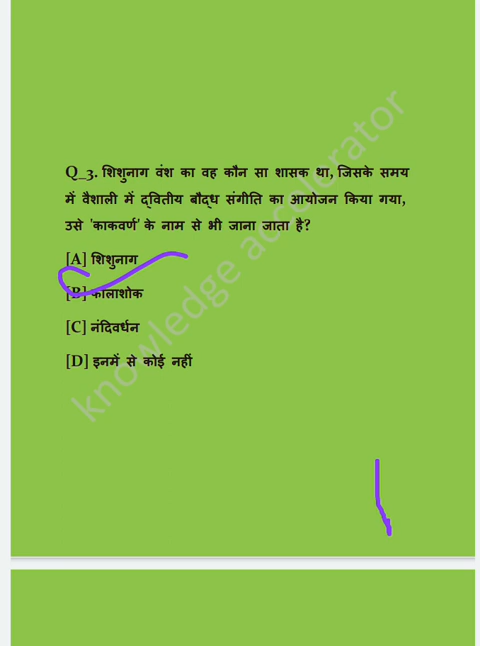 Q_3. शिशुनाग वंश का वह कौन सा शासक था, जिसके समय
में वैशाली में द्वितीय बौद्ध संगीति का आयोजन किया गया,
उसे 'काकवर्ण' के नाम से भी जाना जाता है?
[A] शिशुनाग
[B] कालाशोक
[C] नंदिवर्धन
[D] इनमें से कोई नहीं
knowledge accelerator